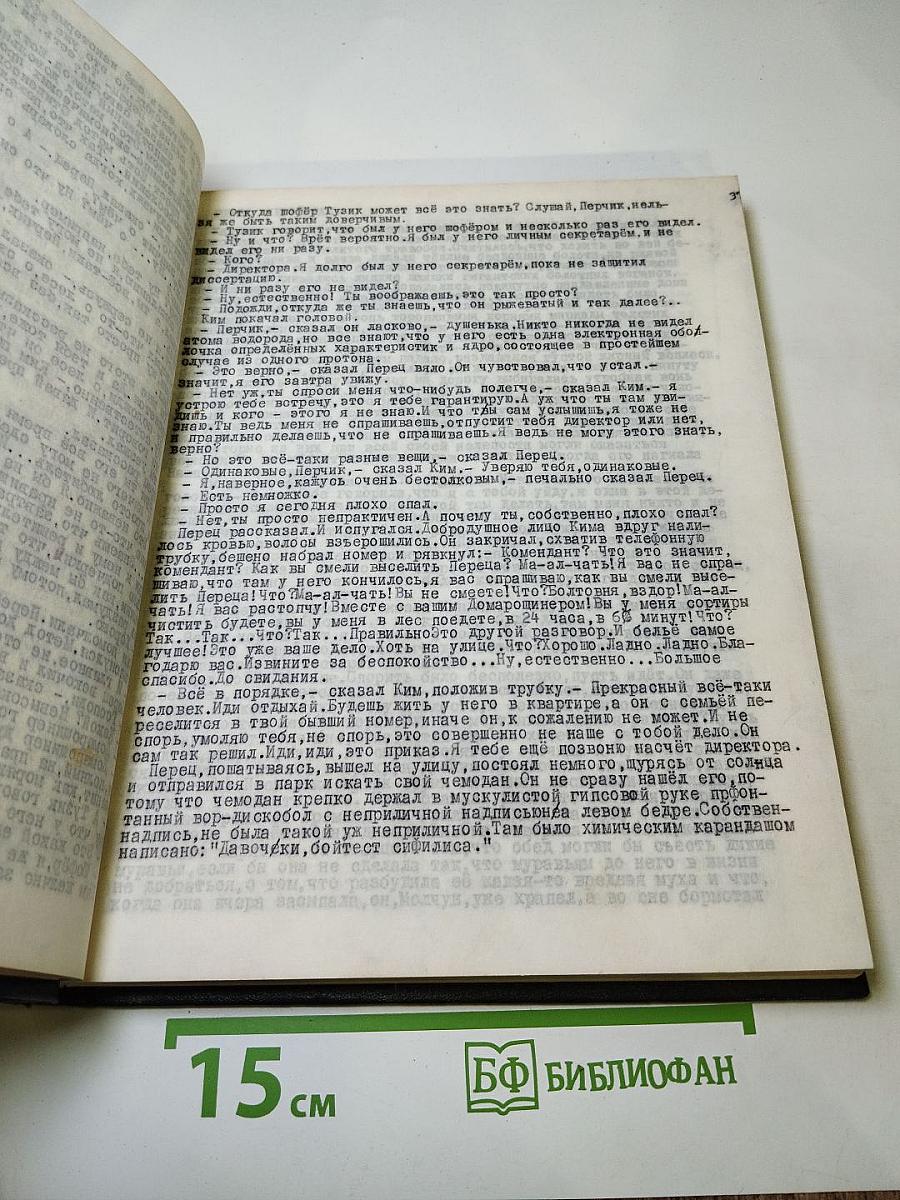 3
- Откуда шофёр Тузик может всё это знать? Слушай,Перчик,нель-
зя же быть таким доверчивым.
- Тузик говорит,что был у него шофёром и несколько раз его видел.
- Ну и что? Врёт вероятно.Я был у него личным секретарём,и не
видел его ни разу.
- Кого?
- Директора.Я долго был у него секретарём,пока не защитил
диссертацию.
- И ни разу его не видел?
- Ну,естественно! Ты воображаешь,это так просто?
- Подожди,откуда же ты знаешь,что он рыжеватый и так далее?..
Ким покачал головой.
- Перчик,- сказал он ласково,- душенька.Никто никогда не видел
атома водорода,но все знают,что у него есть одна электронная обо-
лочка определённых характеристик и ядро,состоящее в простейшем
случае из одного протона.
- Это верно,- сказал Перец вяло.Он чувствовал,что устал.-
значит,я его завтра увижу.
- Нет уж,ты спроси меня что-нибудь полегче,- сказал Ким.- я
устрою тебе встречу,это я тебе гарантирую.А уж что ты там уви-
дишь и кого - этого я не знаю.И что ты сам услышишь,я тоже не
знаю.Ты ведь меня не спрашиваешь,отпустит тебя директор или нет,
и правильно делаешь,что не спрашиваешь.Я ведь не могу этого знать,
верно?
- Но это всё-таки разные вещи,- сказал Перец.
- Одинаковые,Перчик,- сказал Ким.- Уверяю тебя,одинаковые.
- Я,наверное,кажусь очень бестолковым,- печально сказал Перец.
- Есть немножко.
- Просто я сегодня плохо спал.
- Нет,ты просто непрактичен.А почему ты,собственно,плохо спал?
Перец рассказал.И испугался.Добродушное лицо Кима вдруг нали-
лось кровью,волосы взъерошились.Он закричал,схватив телефонную
трубку,бешено набрал номер и рявкнул:- Комендант? Что это значит,
комендант? Как вы смели выселить Переца? Ма-ал-чать!Я вас не спра-
шиваю,что там у него кончилось,я вас спрашиваю,как вы смели высе-
лить Переца!Что?Ма-ал-чать!Вы не смеете!Что?Болтовня,вздор!Ма-ал-
чать!Я вас растопчу!Вместе с вашим Домарощинером!Вы у меня сортиры
чистить будете,вы у меня в лес поедете,в 24 часа,в 60 минут!Что?
Так...Так...Что?Так...ПравильноЭто другой разговор.И бельё самое
лучшее!Это уже ваше дело.Хоть на улице.Что?Хорошо.Ладно.Ладно.Бла-
годарю вас.Извините за беспокойство...Ну,естественно...Большое
спасибо.До свидания.
- Всё в порядке,- сказал Ким,положив трубку.- Прекрасный всё-таки
человек.Иди отдыхай.Будешь жить у него в квартире,а он с семьёй пе-
реселится в твой бывший номер,иначе он,к сожалению не может.И не
спорь,умоляю тебя,не спорь,это совершенно не наше с тобой дело.Он
сам так решил.Иди,иди,это приказ.Я тебе ещё позвоню насчёт директора.
Перец,пошатываясь,вышел на улицу,постоял немного,щурясь от солнца
и отправился в парк искать свой чемодан.Он не сразу нашёл его,по-
тому что чемодан крепко держал в мускулистой гипсовой руке прфон-
танный вор-дискобол с неприличной надписьюна левом бедре.Собствен-
надпись,не была такой уж неприличной.Там было химическим карандашом
написано:"Давочки,бойтест сифилиса."
15 см
БФ БИБЛИОФАН